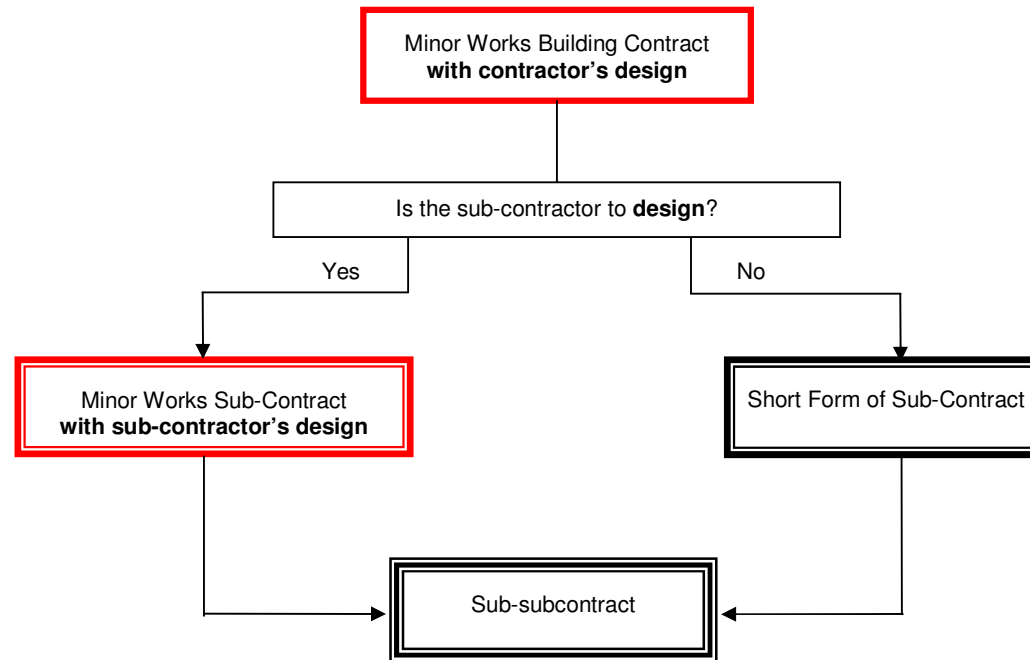 Minor Works Building Contract
with contractor’s design
Is the sub-contractor to design?
Yes
No
Minor Works Sub-Contract
with sub-contractor’s design
Short Form of Sub-Contract
Sub-subcontract